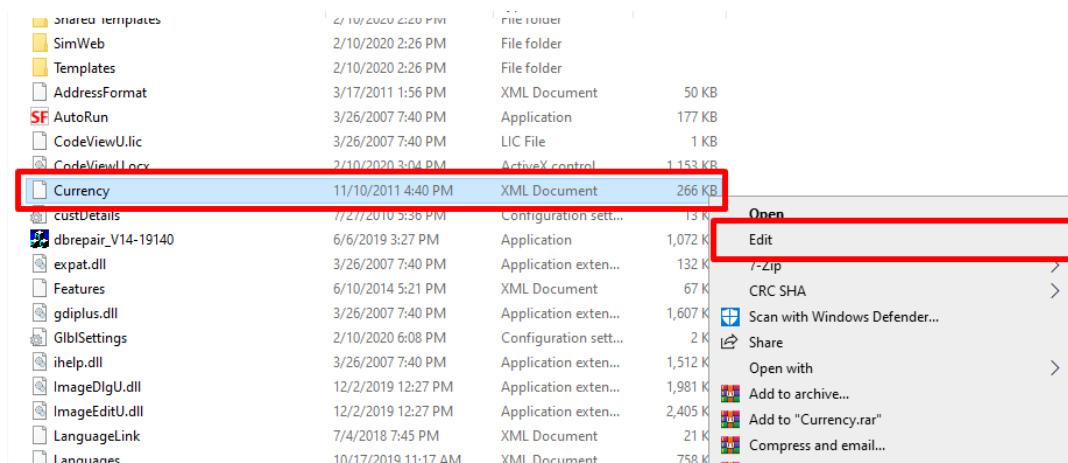 Shared Templates 2/10/2020 2:26 PM File folder
SimWeb 2/10/2020 2:26 PM File folder
Templates 2/10/2020 2:26 PM File folder
AddressFormat 3/17/2011 1:56 PM XML Document 50 KB
SF AutoRun 3/26/2007 7:40 PM Application 177 KB
CodeViewU.lic 3/26/2007 7:40 PM LIC File 1 KB
CodeViewU.ocx 2/10/2020 3:04 PM ActiveX control 1,153 KB
Currency 11/10/2011 4:40 PM XML Document 266 KB
custDetails 7/27/2010 5:36 PM Configuration sett... 13 K
Open
dbrepair_V14-19140 6/6/2019 3:27 PM Application 1,072 K
Edit
expat.dll 3/26/2007 7:40 PM Application exten... 132 K
7-Zip
Features 6/10/2014 5:21 PM XML Document 67 K
CRC SHA
gdiplus.dll 3/26/2007 7:40 PM Application exten... 1,607 K
Scan with Windows Defender...
GlblSettings 2/10/2020 6:08 PM Configuration sett... 2 K
Share
ihelp.dll 3/26/2007 7:40 PM Application exten... 1,512 K
Open with
ImageDlgU.dll 12/2/2019 12:27 PM Application exten... 1,981 K
Add to archive...
ImageEditU.dll 12/2/2019 12:27 PM Application exten... 2,405 K
Add to "Currency.rar"
LanguageLink 7/4/2018 7:45 PM XML Document 21 K
Compress and email...
Languages 10/17/2019 11:17 AM XML Document 758 K